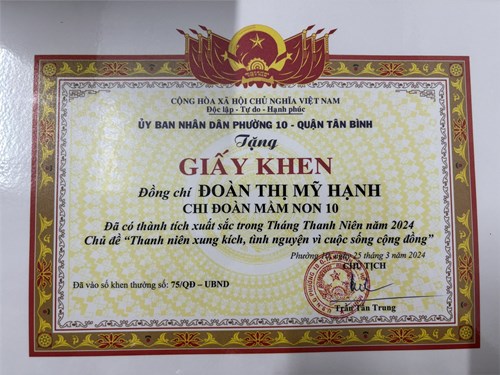 CỘNG HÒA XÃ HỘI CHỦ NGHĨA VIỆT NAM
Độc lập - Tự do - Hạnh phúc
ỦY BAN NHÂN DÂN PHƯỜNG 10 - QUẬN TÂN BÌNH
Tặng
GIẤY KHEN
Đồng chí ĐOÀN THỊ MỸ HẠNH
CHI ĐOÀN MẦM NON 10
Đã có thành tích xuất sắc trong Tháng Thanh Niên năm 2024
Chủ đề “Thanh niên xung kích, tình nguyện vì cuộc sống cộng đồng”
Phường 10, ngày 25 tháng 3 năm 2024
CHỦ TỊCH
Đã vào sổ khen thưởng số: 75/QĐ – UBND
Trần Tấn Trung